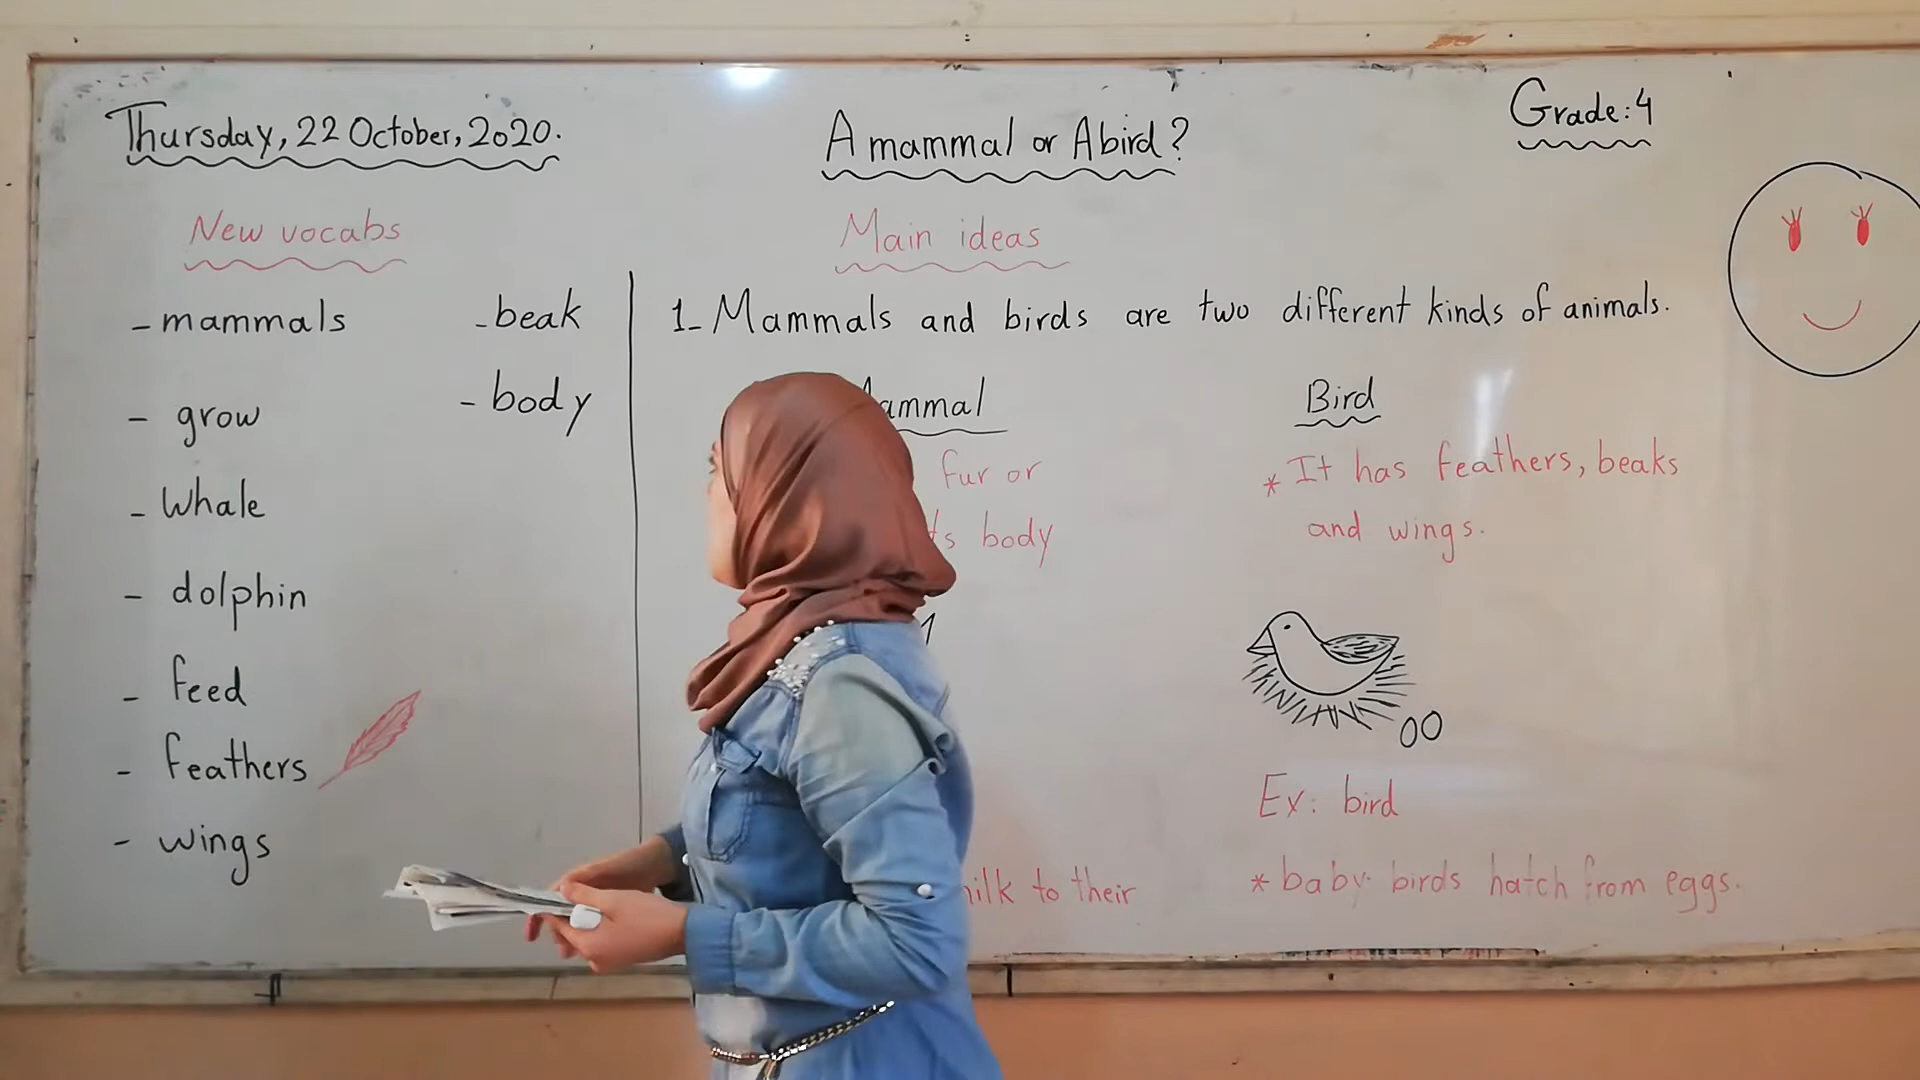 Thursday, 22 October, 2020.
A mammal or A bird?
Grade: 4
New vocabs
- mammals
- grow
- Whale
- dolphin
- feed
- feathers
- wings
- beak
- body
Main ideas
1- Mammals and birds are two different kinds of animals.
Mammal
fur or
body
to their
Bird
* It has feathers, beaks
and wings.
Ex: bird
* baby birds hatch from eggs.